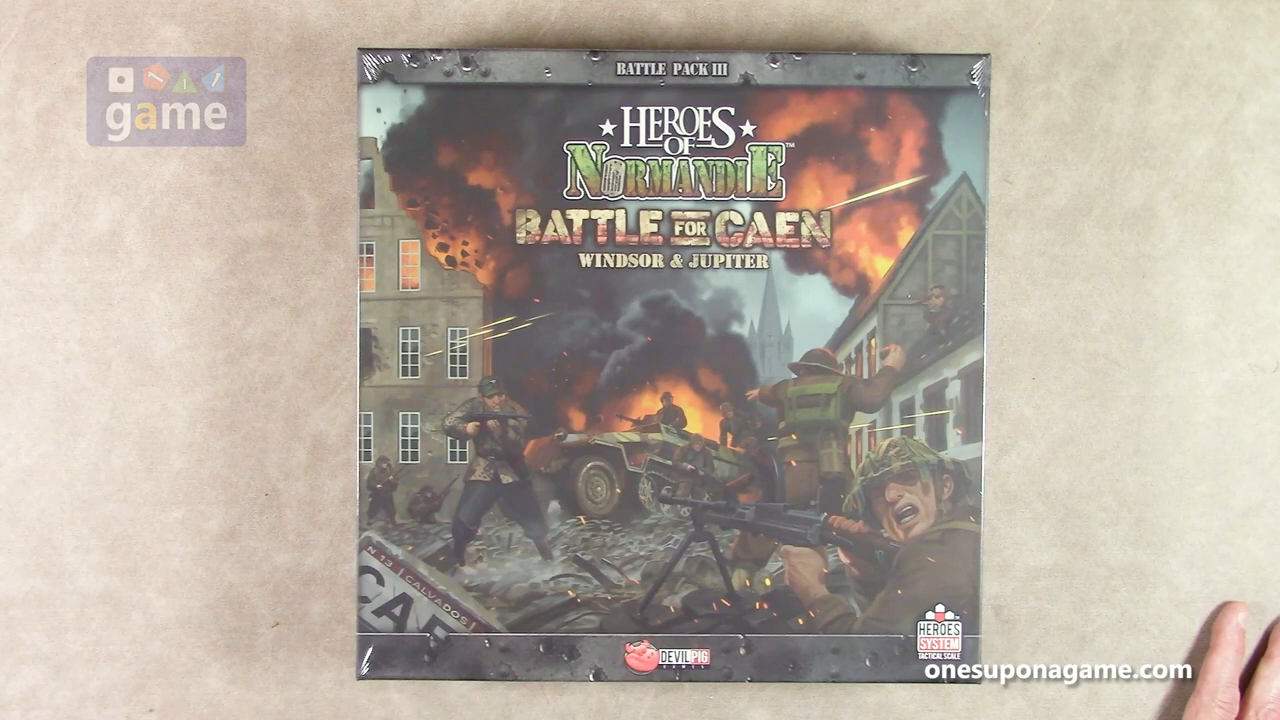 game
BATTLE PACK III
HEROES
OF
NORMANDIE™
BATTLE FOR CAEN
WINDSOR & JUPITER
N 13 | CALVADOS |
CAE
HEROES
SYSTEM
TACTICAL SCALE
DEVIL PIG
GAMES
onesuponagame.com